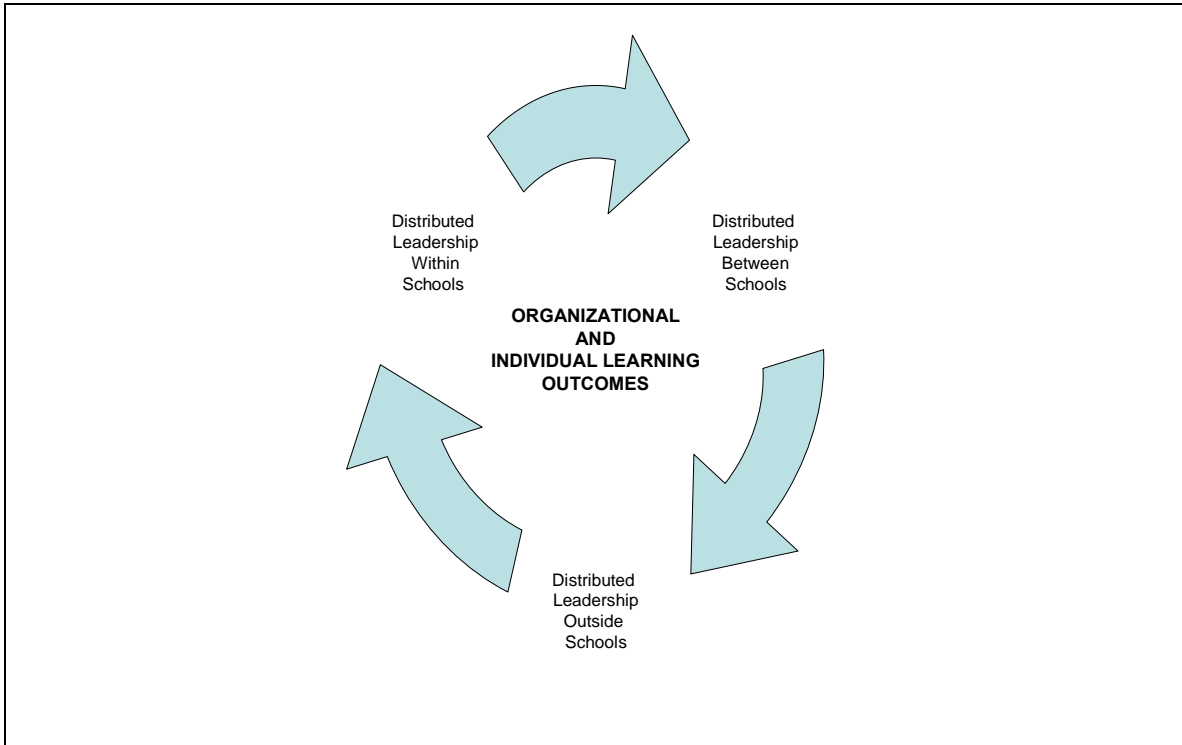 Distributed
Leadership
Within
Schools
Distributed
Leadership
Between
Schools
ORGANIZATIONAL
AND
INDIVIDUAL LEARNING
OUTCOMES
Distributed
Leadership
Outside
Schools